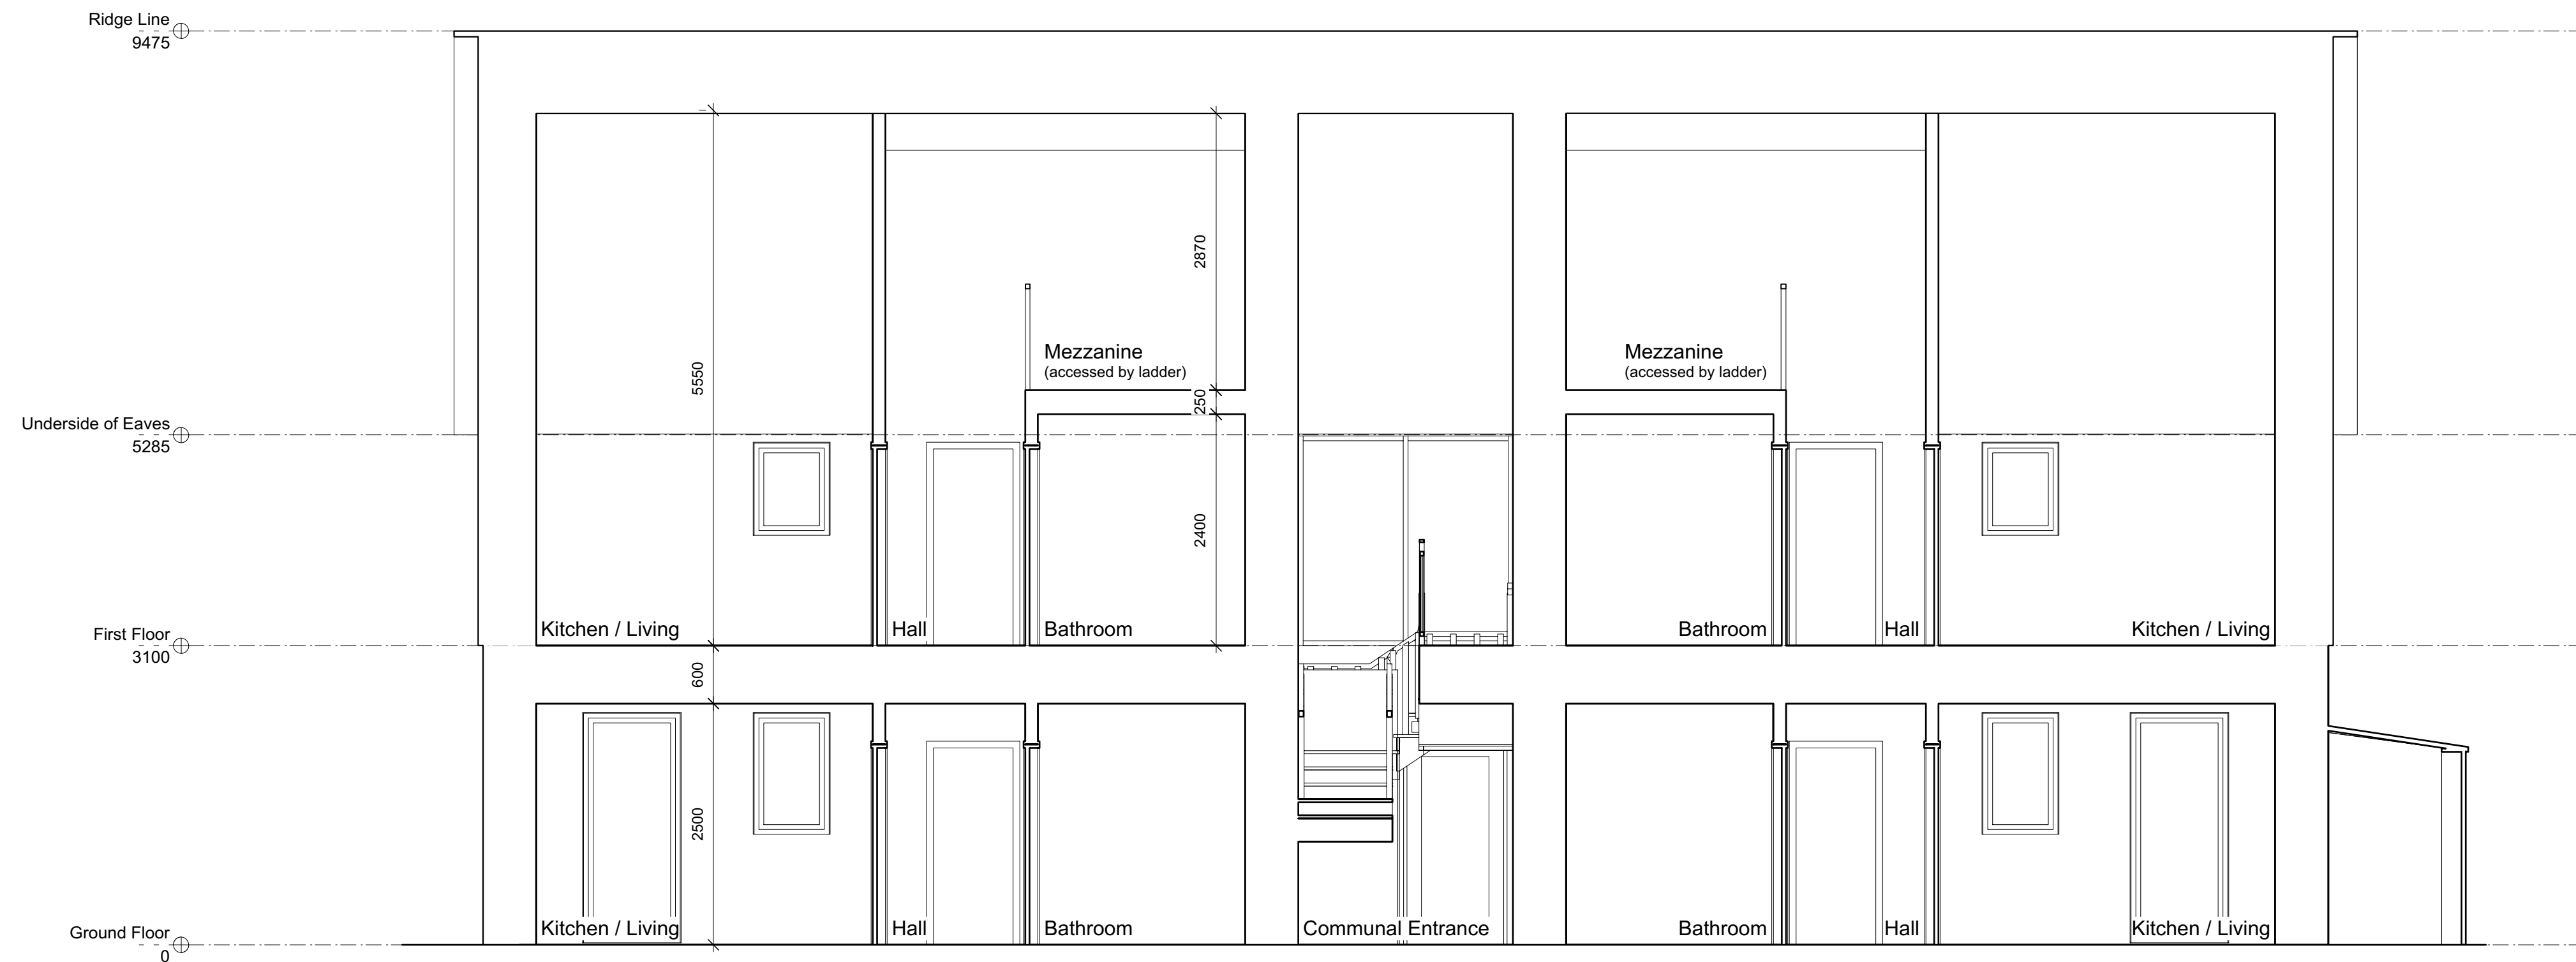 Ridge Line
9475
2870
Mezzanine
(accessed by ladder)
Mezzanine
(accessed by ladder)
5550
250
Underside of Eaves
5285
2400
Kitchen / Living
Hall
Bathroom
Bathroom
Hall
Kitchen / Living
First Floor
3100
600
2500
Kitchen / Living
Hall
Bathroom
Communal Entrance
Bathroom
Hall
Kitchen / Living
Ground Floor
0